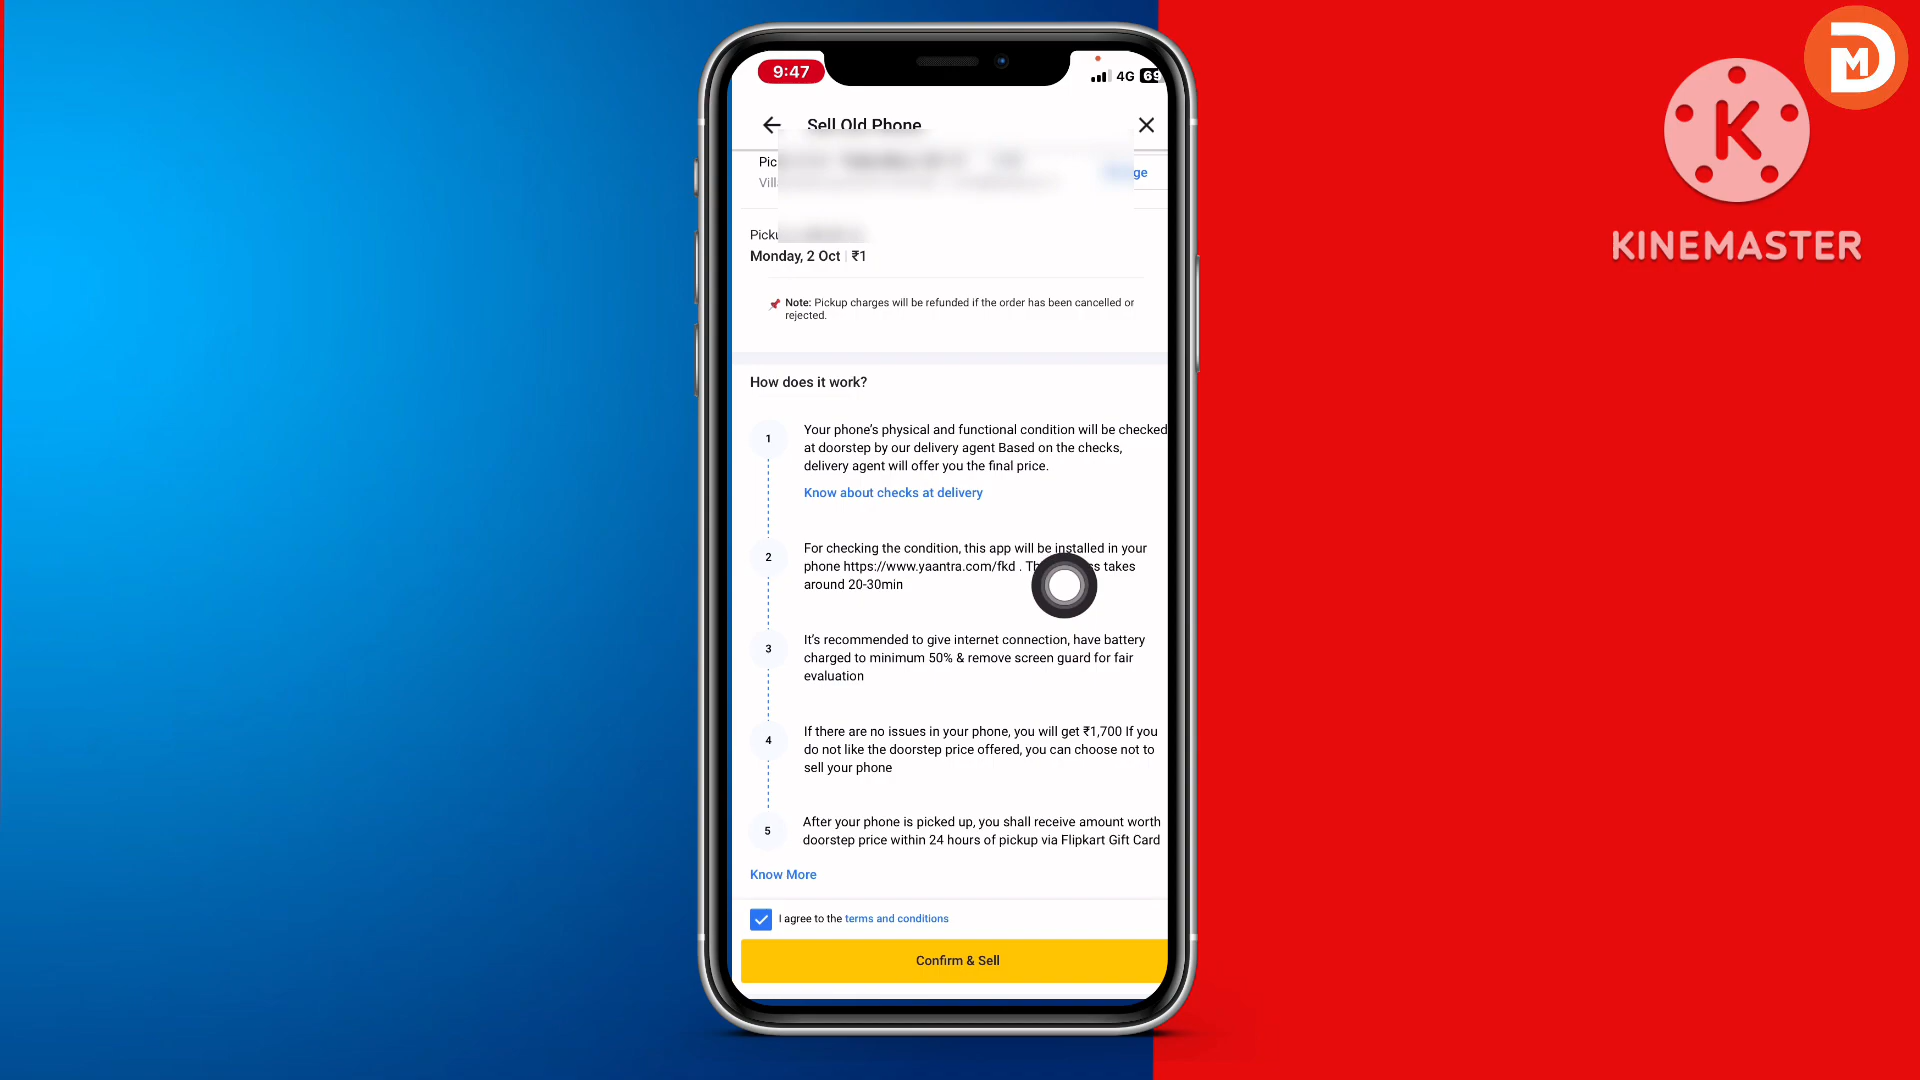 9:47
4G
69
Sell Old Phone
Monday, 2 Oct | ₹1
Note: Pickup charges will be refunded if the order has been cancelled or
rejected.
How does it work?
1
Your phone's physical and functional condition will be checked
at doorstep by our delivery agent Based on the checks,
delivery agent will offer you the final price.
Know about checks at delivery
2
For checking the condition, this app will be installed in your
phone https://www.yaantra.com/fkd . takes
around 20-30min
3
It's recommended to give internet connection, have battery
charged to minimum 50% & remove screen guard for fair
evaluation
4
If there are no issues in your phone, you will get ₹1,700 If you
do not like the doorstep price offered, you can choose not to
sell your phone
5
After your phone is picked up, you shall receive amount worth
doorstep price within 24 hours of pickup via Flipkart Gift Card
Know More
I agree to the terms and conditions
Confirm & Sell
K
KINEMASTER
DM